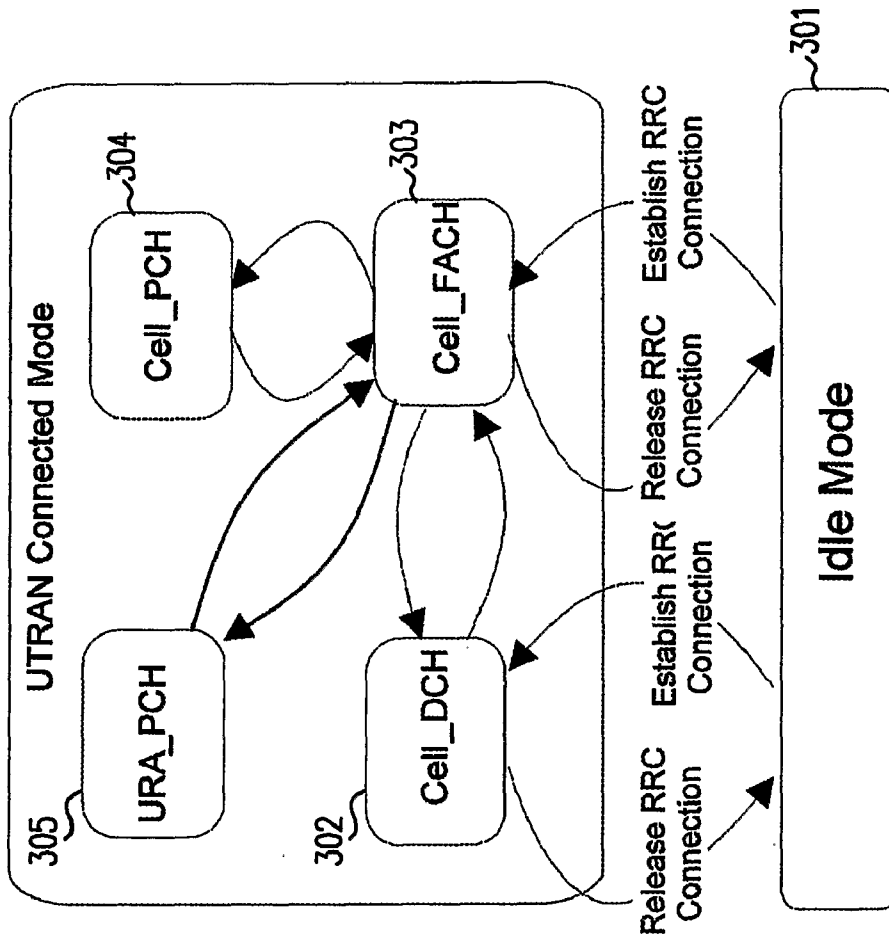 UTRAN Connected Mode
305
URA_PCH
304
Cell_PCH
302
Cell_DCH
303
Cell_FACH
Release RRC
Connection
Establish RR(
Connection
Release RRC
Connection
Establish RRC
Connection
301
Idle Mode